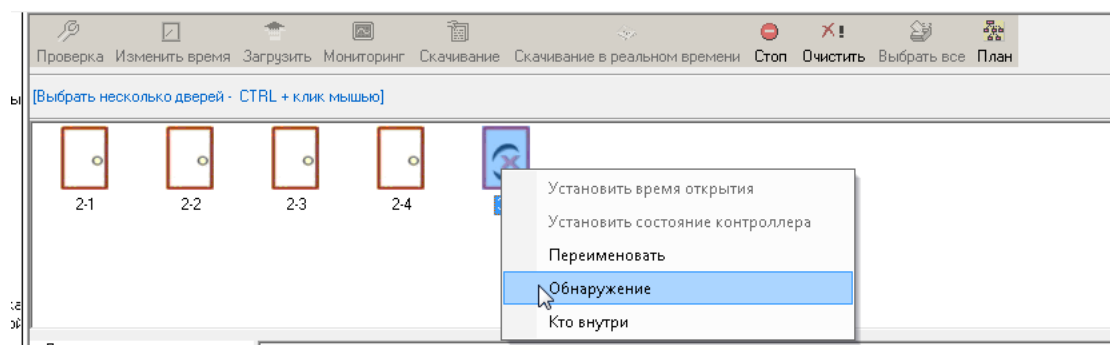 Проверка Изменить время Загрузить Мониторинг Скачивание Скачивание в реальном времени Стоп Очистить Выбрать все План
[Выбрать несколько дверей - CTRL + клик мышью]
2-1 2-2 2-3 2-4
Установить время открытия
Установить состояние контроллера
Переименовать
Обнаружение
Кто внутри